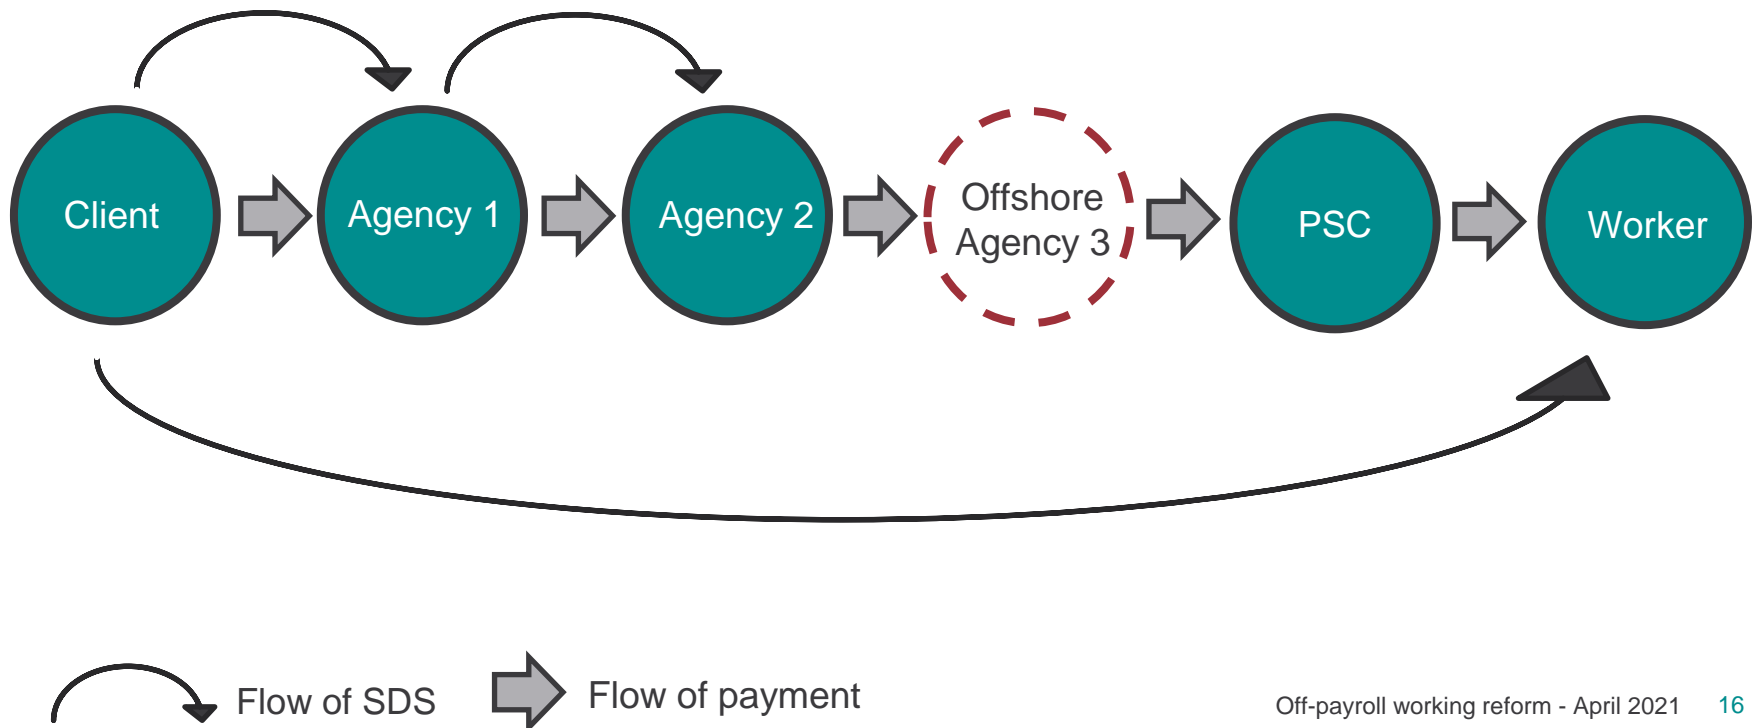 Client
Agency 1
Agency 2
Offshore
Agency 3
PSC
Worker
Flow of SDS
Flow of payment
Off-payroll working reform - April 2021 16